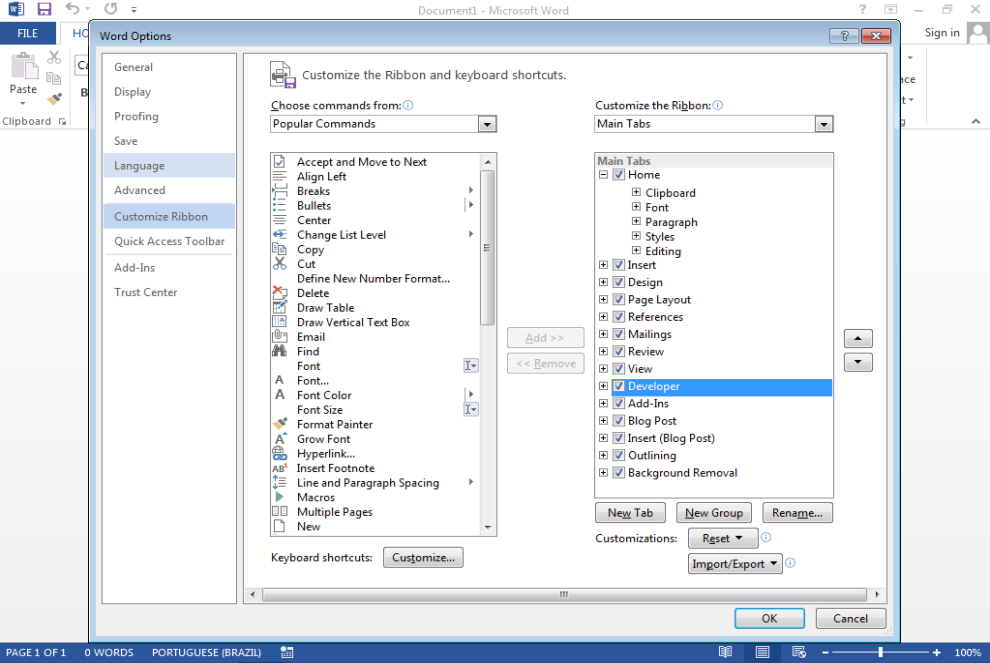 Document1 - Microsoft Word
FILE
HO
Sign in
Word Options
Paste
Clipboard
Ca
B
General
Display
Proofing
Save
Language
Advanced
Customize Ribbon
Quick Access Toolbar
Add-Ins
Trust Center
Customize the Ribbon and keyboard shortcuts.
Choose commands from:
Popular Commands
Accept and Move to Next
Align Left
Breaks
Bullets
Center
Change List Level
Copy
Cut
Define New Number Format...
Delete
Draw Table
Draw Vertical Text Box
Email
Find
Font
Font...
Font Color
Font Size
Format Painter
Grow Font
Hyperlink...
Insert Footnote
Line and Paragraph Spacing
Macros
Multiple Pages
New
Keyboard shortcuts: Customize...
Add >>
<< Remove
Customize the Ribbon:
Main Tabs
Main Tabs
Home
Clipboard
Font
Paragraph
Styles
Editing
Insert
Design
Page Layout
References
Mailings
Review
View
Developer
Add-Ins
Blog Post
Insert (Blog Post)
Outlining
Background Removal
New Tab New Group Rename...
Customizations: Reset
Import/Export
OK Cancel
ace
t
g
PAGE 1 OF 1 0 WORDS PORTUGUESE (BRAZIL) 100%